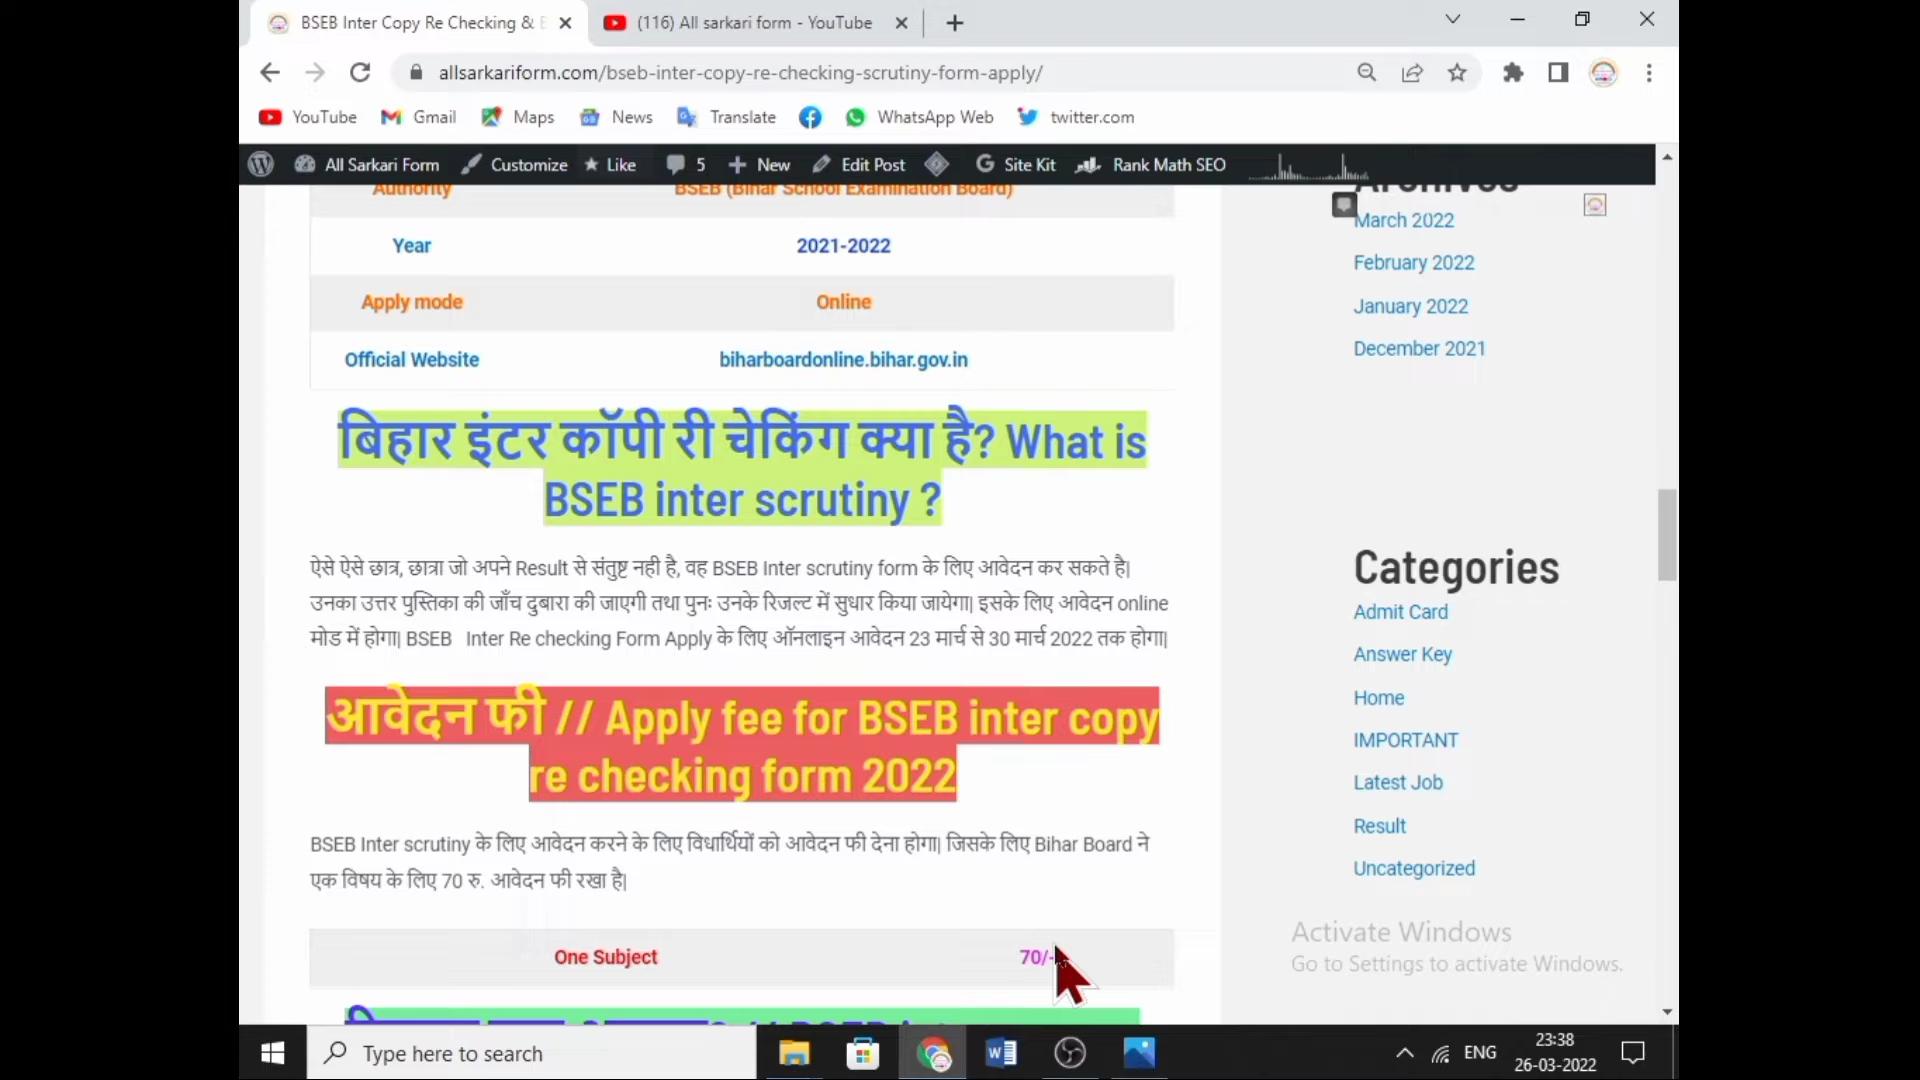 BSEB Inter Copy Re Checking &
(116) All sarkari form - YouTube
allsarkariform.com/bseb-inter-copy-re-checking-scrutiny-form-apply/
YouTube Gmail Maps News Translate WhatsApp Web twitter.com
All Sarkari Form Customize Like 5 New Edit Post Site Kit Rank Math SEO
Authority BSEB (Bihar School Examination Board)
Year 2021-2022
Apply mode Online
Official Website biharboardonline.bihar.gov.in
बिहार इंटर कॉपी री चेकिंग क्या है? What is
BSEB inter scrutiny ?
ऐसे ऐसे छात्र, छात्रा जो अपने Result से संतुष्ट नही है, वह BSEB Inter scrutiny form के लिए आवेदन कर सकते है|
उनका उत्तर पुस्तिका की जाँच दुबारा की जाएगी तथा पुनः उनके रिजल्ट में सुधार किया जायेगा| इसके लिए आवेदन online
मोड में होगा| BSEB Inter Re checking Form Apply के लिए ऑनलाइन आवेदन 23 मार्च से 30 मार्च 2022 तक होगा|
आवेदन फी // Apply fee for BSEB inter copy
re checking form 2022
BSEB Inter scrutiny के लिए आवेदन करने के लिए विधार्थियों को आवेदन फी देना होगा| जिसके लिए Bihar Board ने
एक विषय के लिए 70 रु. आवेदन फी रखा है|
One Subject 70/-
Archives
March 2022
February 2022
January 2022
December 2021
Categories
Admit Card
Answer Key
Home
IMPORTANT
Latest Job
Result
Uncategorized
Activate Windows
Go to Settings to activate Windows.
Type here to search
ENG
23:38
26-03-2022